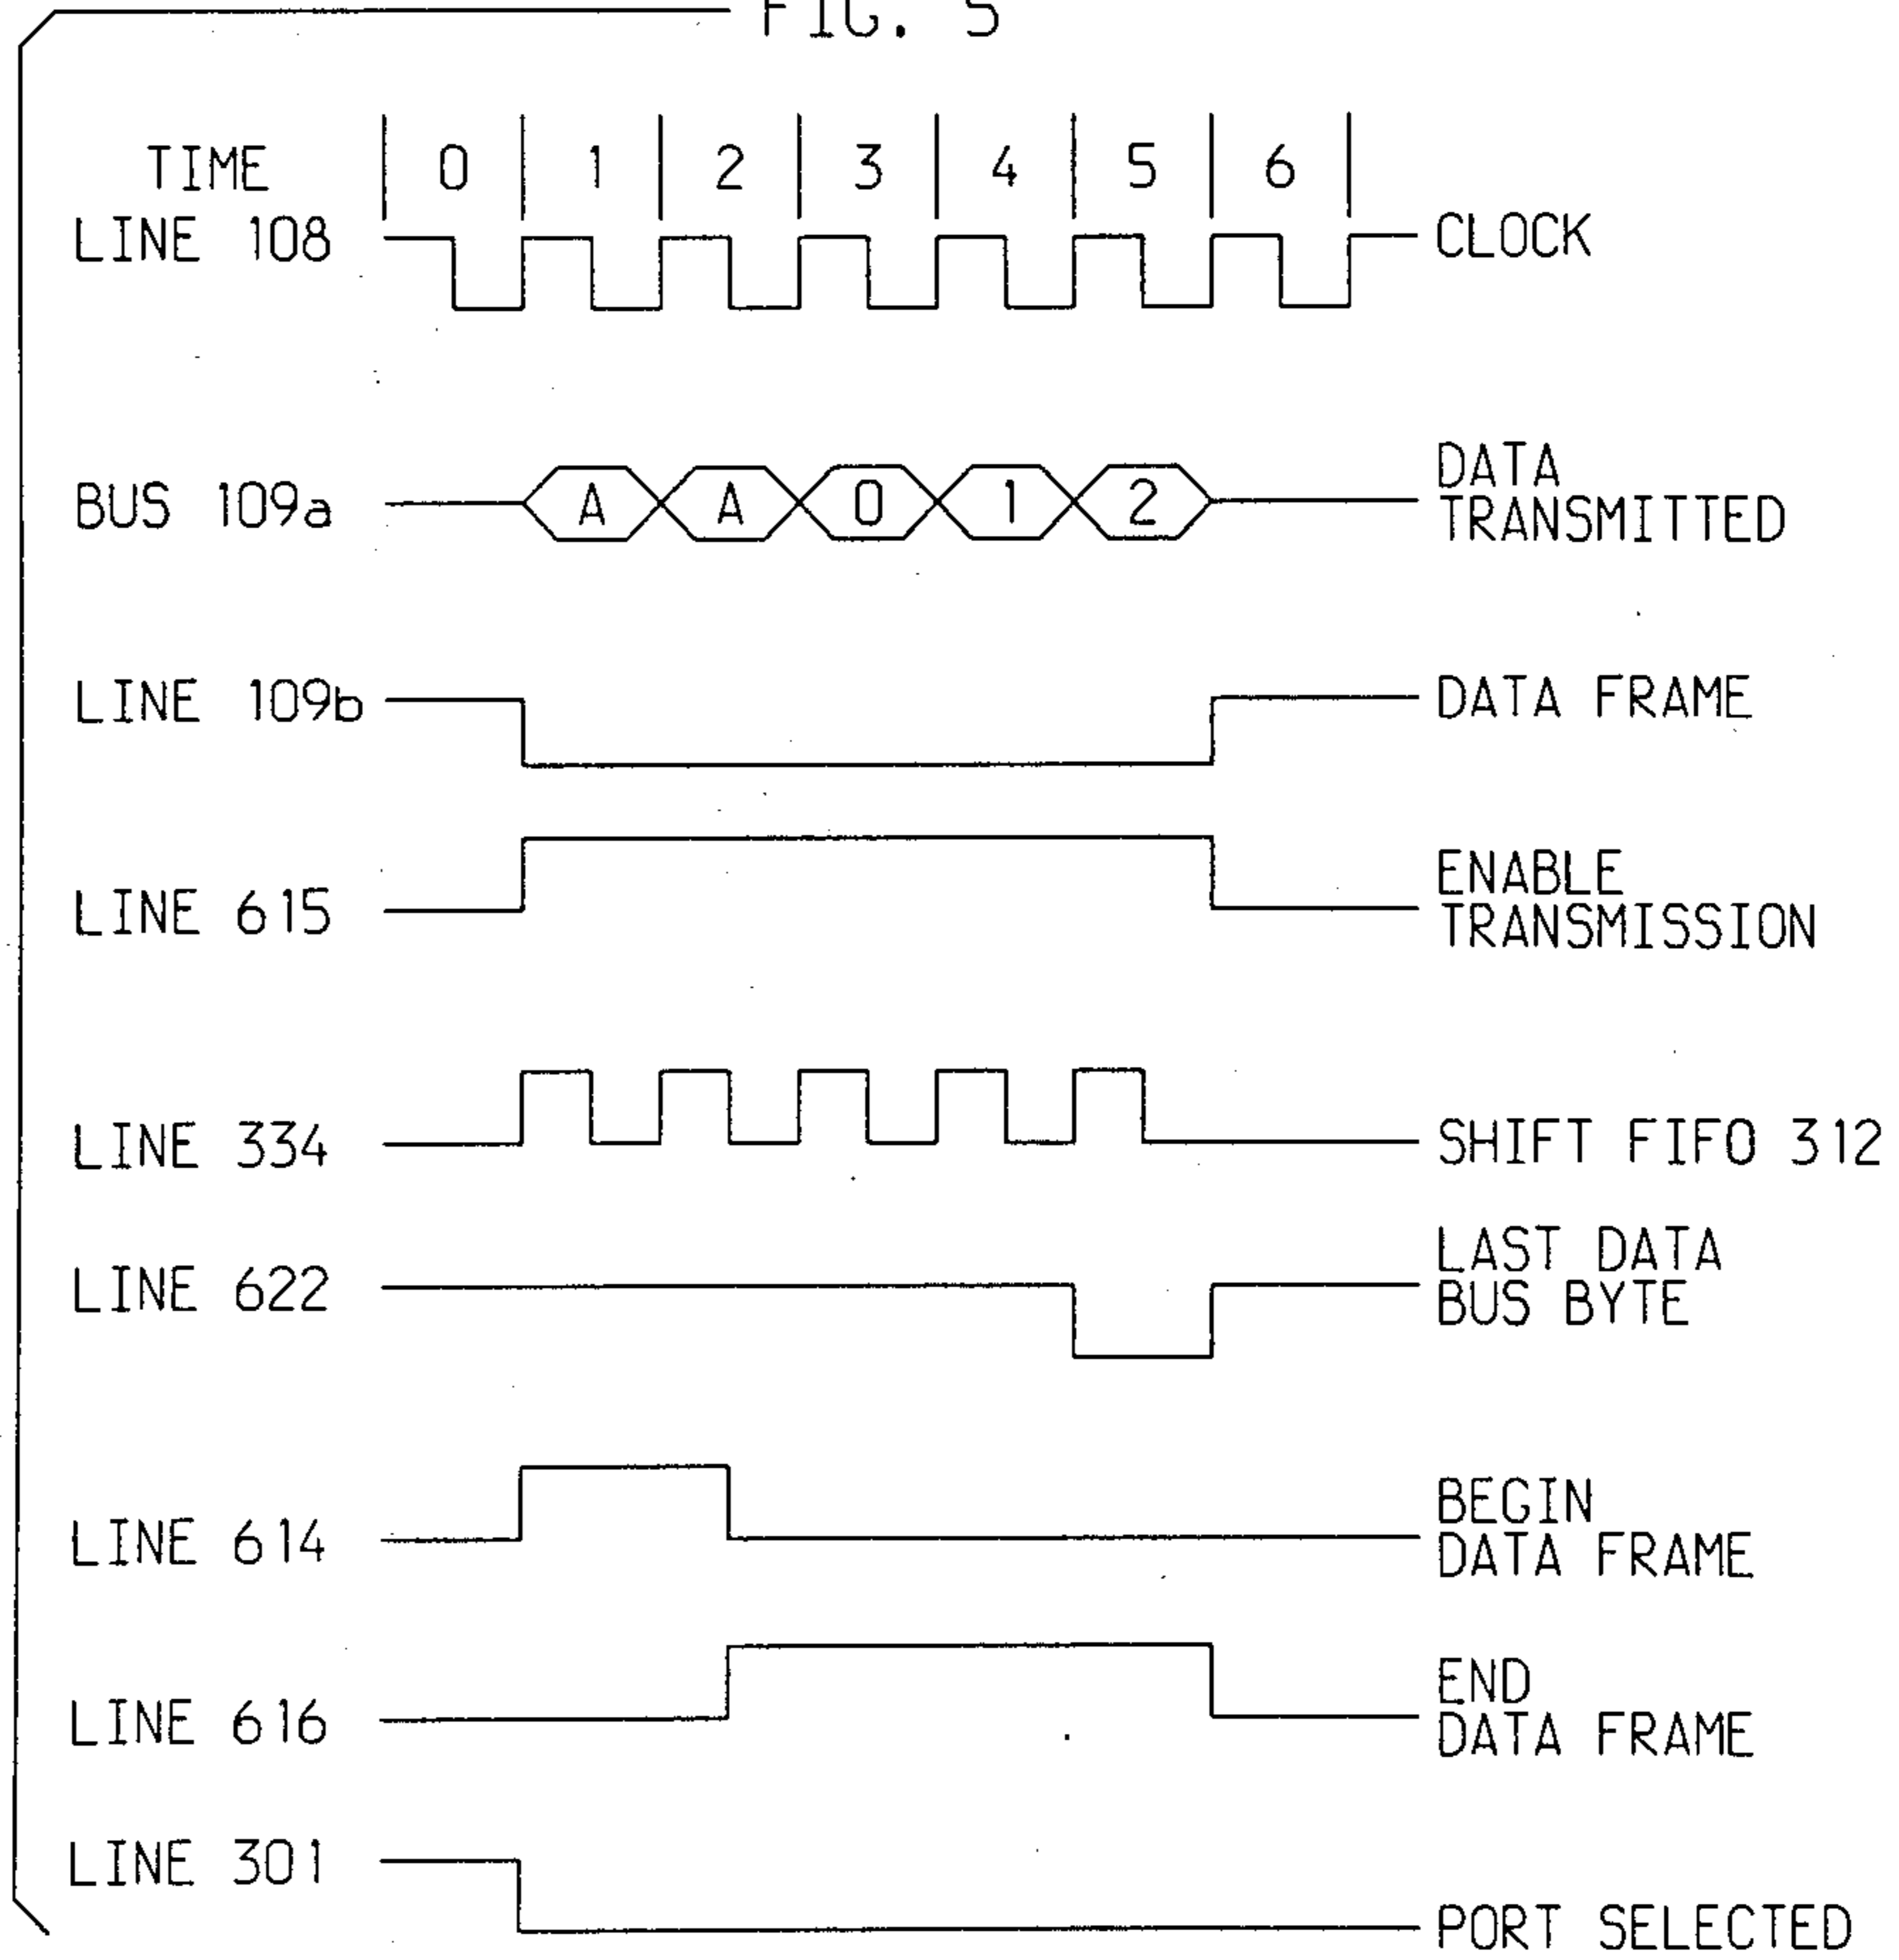 FIG. 5
TIME 0 1 2 3 4 5 6
LINE 108 CLOCK
BUS 109a A A 0 1 2 DATA TRANSMITTED
LINE 109b DATA FRAME
LINE 615 ENABLE TRANSMISSION
LINE 334 SHIFT FIFO 312
LINE 622 LAST DATA BUS BYTE
LINE 614 BEGIN DATA FRAME
LINE 616 END DATA FRAME
LINE 301 PORT SELECTED